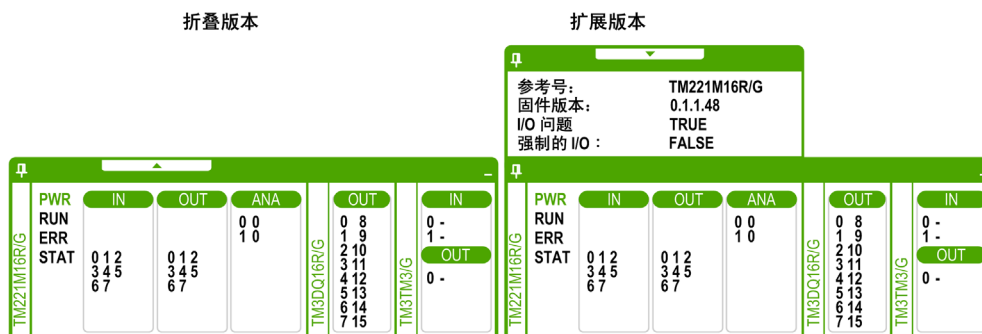 折叠版本
扩展版本
参考号： TM221M16R/G
固件版本： 0.1.1.48
I/O 问题 TRUE
强制的 I/O： FALSE
TM221M16R/G
PWR
RUN
ERR
STAT
IN
0 1 2
3 4 5
6 7
OUT
0 1 2
3 4 5
6 7
ANA
0 0
1 0
TM3DQ16R/G
OUT
0 8
1 9
2 10
3 11
4 12
5 13
6 14
7 15
TM3TM3/G
IN
0 -
1 -
OUT
0 -
TM221M16R/G
PWR
RUN
ERR
STAT
IN
0 1 2
3 4 5
6 7
OUT
0 1 2
3 4 5
6 7
ANA
0 0
1 0
TM3DQ16R/G
OUT
0 8
1 9
2 10
3 11
4 12
5 13
6 14
7 15
TM3TM3/G
IN
0 -
1 -
OUT
0 -